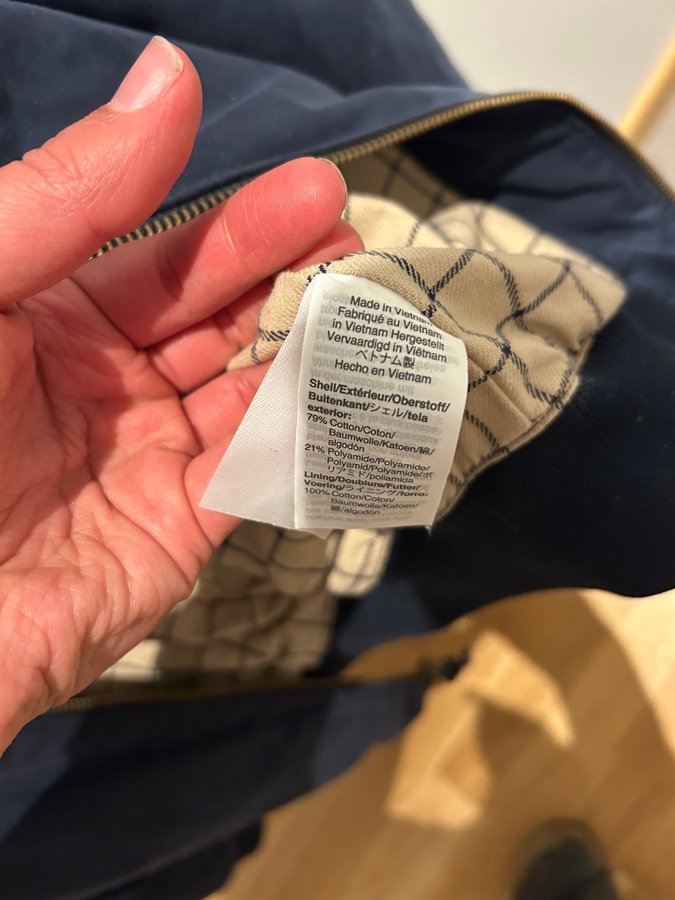 Made in Vietnam
Fabriqué au Vietnam
in Vietnam Hergestellt
Vervaardigd in Viëtnam
ベトナム製
Hecho en Vietnam
Shell/Extérieur/Oberstoff/
Buitenkant/シェル/tela
exterior:
79% Cotton/Coton/
Baumwolle/Katoen/綿/
algodón
21% Polyamide/Polyamide/
Polyamid/Polyamide/ポ
リアミド/poliamida
Lining/Doublure/Futter/
Voering/ライニング/forro:
100% Cotton/Coton/
Baumwolle/Katoen/
綿/algodón